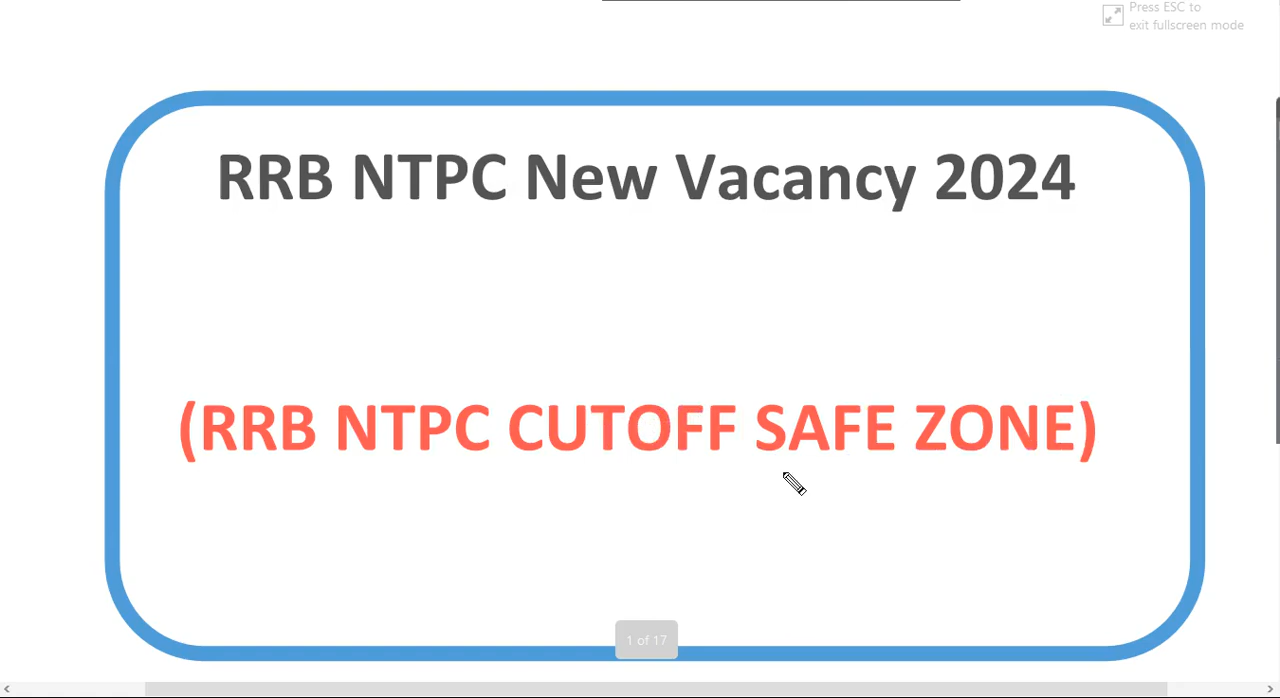 Press ESC to
exit fullscreen mode
RRB NTPC New Vacancy 2024
(RRB NTPC CUTOFF SAFE ZONE)
1 of 17